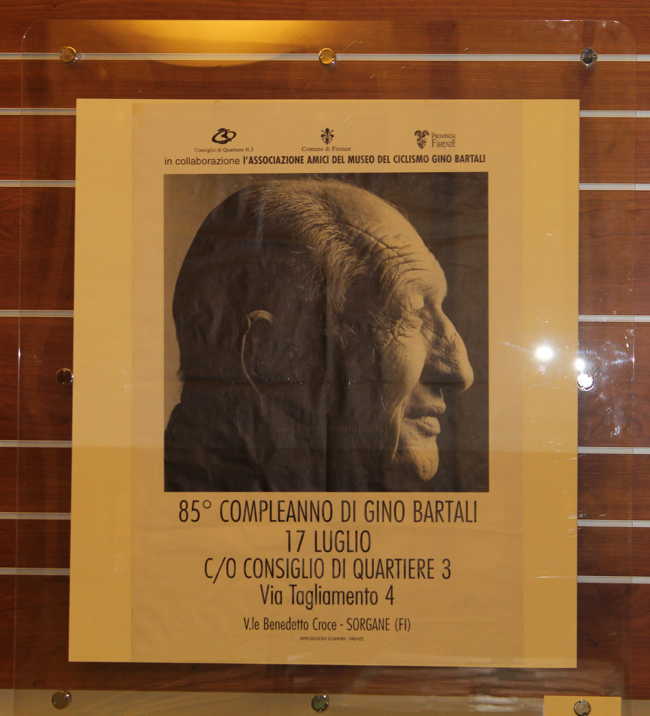 Consiglio di Quartiere N.3
Comune di Firenze
PROVINCIA
FIRENZE
in collaborazione l'ASSOCIAZIONE AMICI DEL MUSEO DEL CICLISMO GINO BARTALI
85° COMPLEANNO DI GINO BARTALI
17 LUGLIO
C/O CONSIGLIO DI QUARTIERE 3
Via Tagliamento 4
V.le Benedetto Croce - SORGANE (FI)